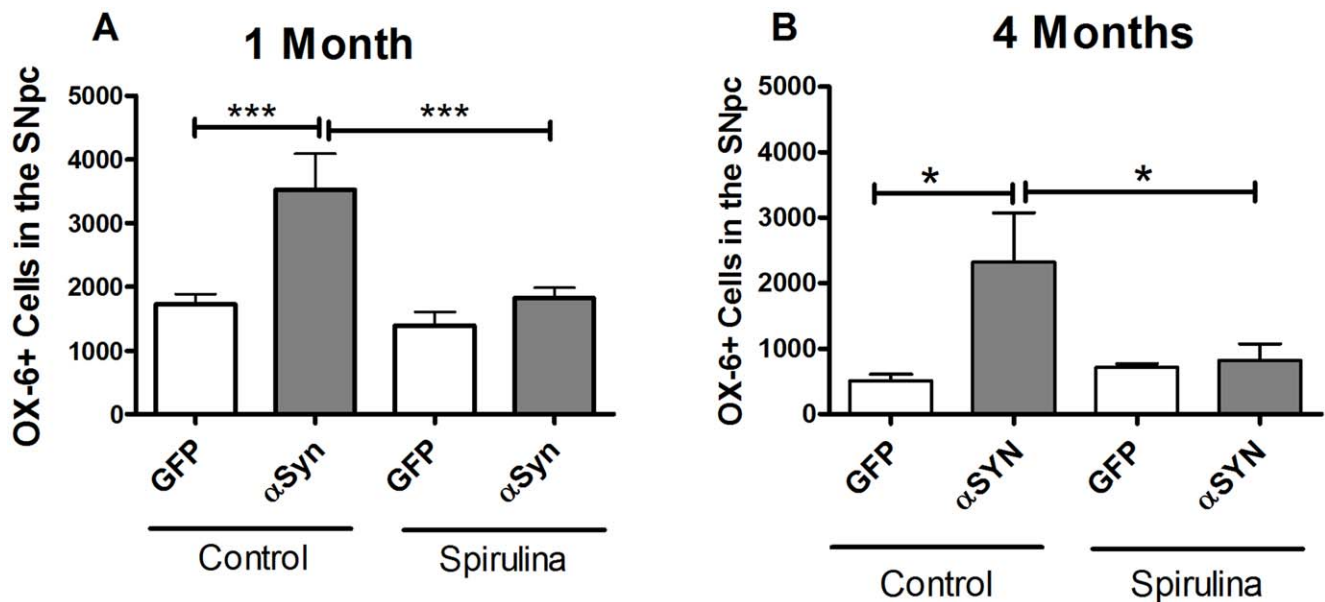 A
1 Month
OX-6+ Cells in the SNpc
5000
4000
3000
2000
1000
0
***
***
GFP
αSyn
GFP
αSyn
Control
Spirulina
B
4 Months
OX-6+ Cells in the SNpc
5000
4000
3000
2000
1000
0
*
*
GFP
αSYN
GFP
αSYN
Control
Spirulina